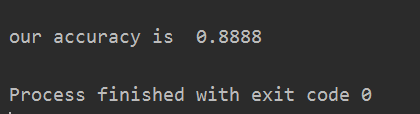 our accuracy is  0.8888
Process finished with exit code 0